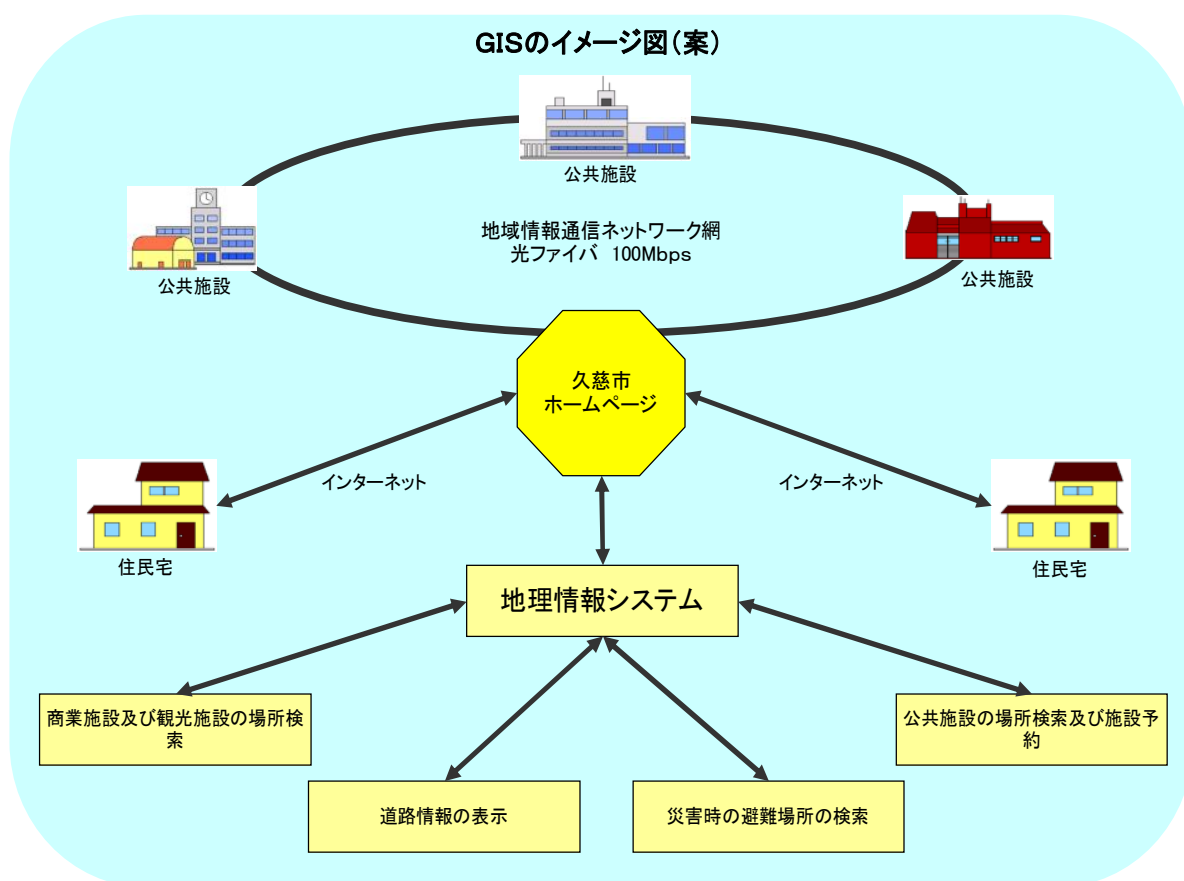 GISのイメージ図(案)
公共施設
公共施設
地域情報通信ネットワーク網
光ファイバ 100Mbps
公共施設
久慈市
ホームページ
インターネット
インターネット
住民宅
住民宅
地理情報システム
商業施設及び観光施設の場所検
索
公共施設の場所検索及び施設予
約
道路情報の表示
災害時の避難場所の検索